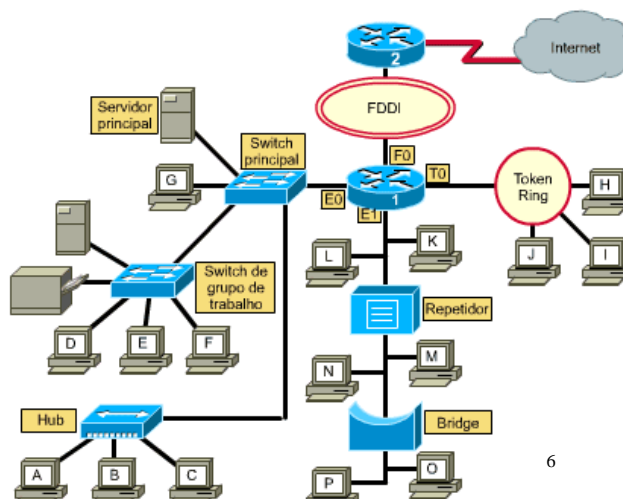 Internet
2
FDDI
Servidor
principal
Switch
principal
F0
T0
G
E0
1
E1
Token
Ring
H
J
I
L
K
Switch de
grupo de
trabalho
Repetidor
D
E
F
N
M
Hub
Bridge
A
B
C
P
O
6